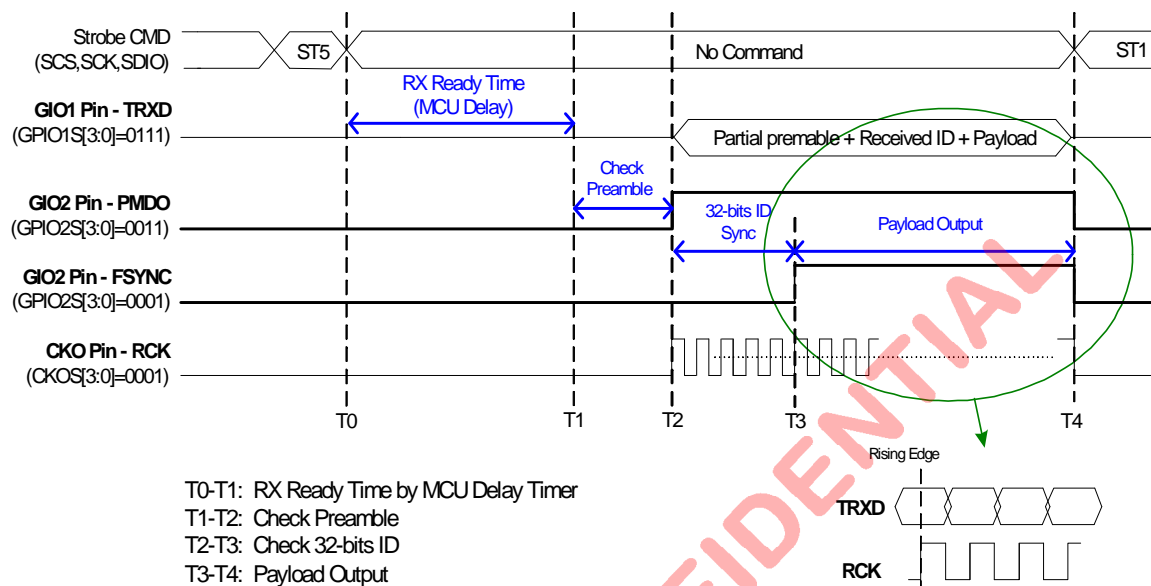 Strobe CMD
(SCS,SCK,SDIO)
ST5
No Command
ST1
RX Ready Time
(MCU Delay)
GIO1 Pin - TRXD
(GPIO1S[3:0]=0111)
Partial premable + Received ID + Payload
Check
Preamble
GIO2 Pin - PMDO
(GPIO2S[3:0]=0011)
32-bits ID
Sync
Payload Output
GIO2 Pin - FSYNC
(GPIO2S[3:0]=0001)
CKO Pin - RCK
(CKOS[3:0]=0001)
T0
T1
T2
T3
T4
Rising Edge
T0-T1: RX Ready Time by MCU Delay Timer
T1-T2: Check Preamble
T2-T3: Check 32-bits ID
T3-T4: Payload Output
TRXD
RCK
FIDENTIAL